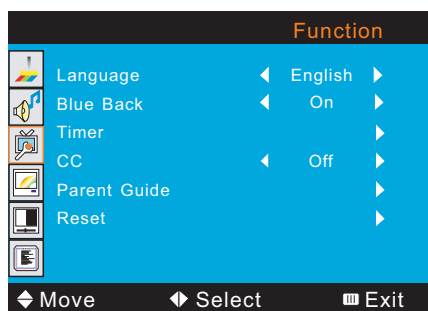 Function
Language English
Blue Back On
Timer
CC Off
Parent Guide
Reset
Move Select Exit